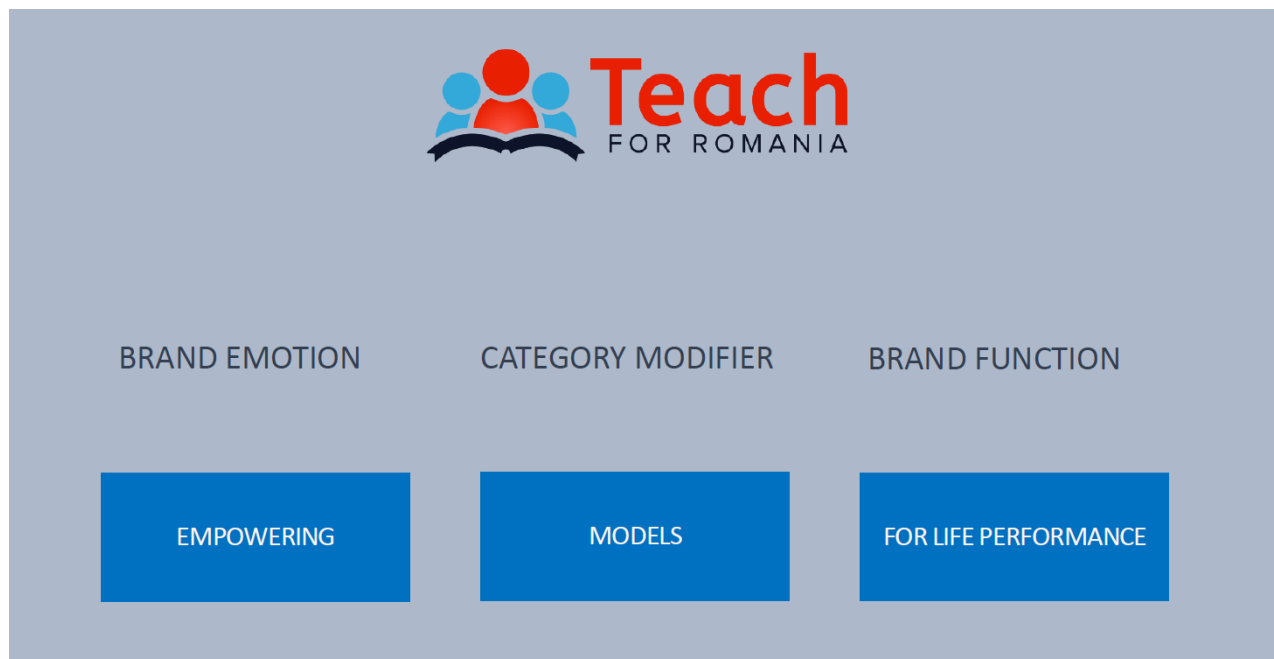 Teach
FOR ROMANIA
BRAND EMOTION
CATEGORY MODIFIER
BRAND FUNCTION
EMPOWERING
MODELS
FOR LIFE PERFORMANCE